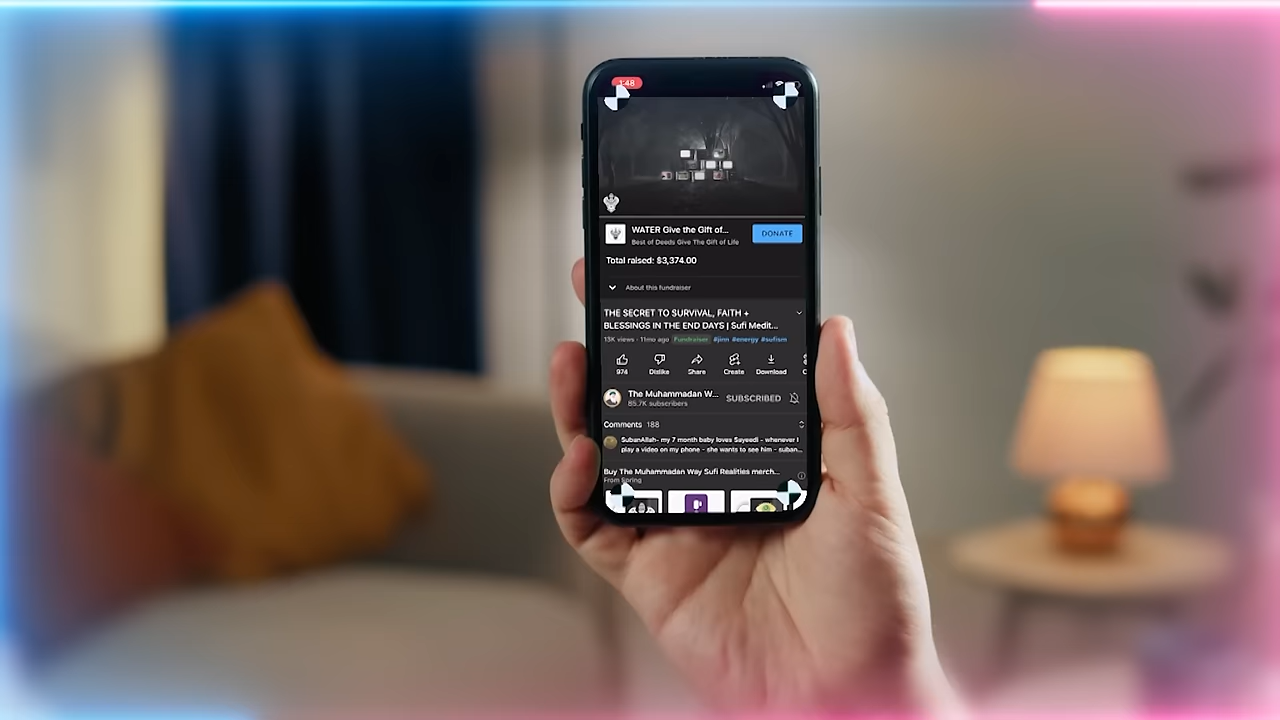 1:48
WATER Give the Gift of...
DONATE
Best of Deeds Give The Gift of Life
Total raised: $3,374.00
About this fundraiser
THE SECRET TO SURVIVAL, FAITH +
BLESSINGS IN THE END DAYS | Sufi Medit...
13K views · 11mo ago Fundraiser #jinn #energy #sufism
974 Dislike Share Create Download
The Muhammadan W... SUBSCRIBED
85.7K subscribers
Comments 188
SubanAllah- my 7 month baby loves Sayeedi - whenever I
play a video on my phone - she wants to see him - suban...
Buy The Muhammadan Way Sufi Realities merch...
From Spring